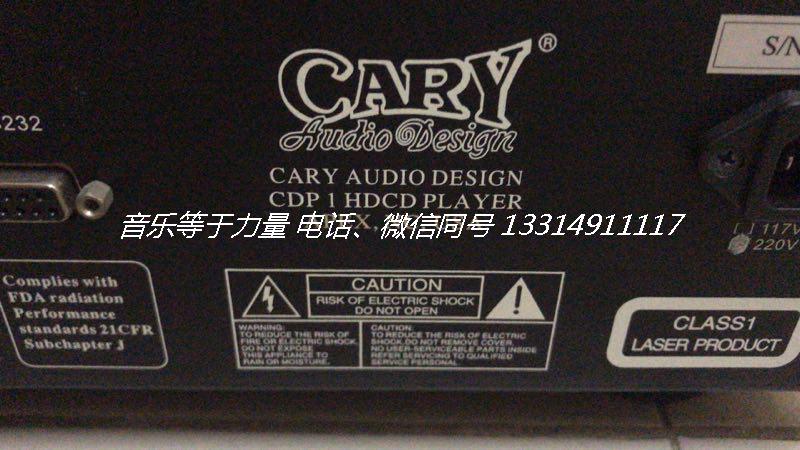 CARY®
Audio Design
S/N
232
CARY AUDIO DESIGN
CDP 1 HDCD PLAYER
音乐等于力量 电话、微信同号 13314911117
117V
220V
Complies with
FDA radiation
Performance
standards 21CFR
Subchapter J
CAUTION
RISK OF ELECTRIC SHOCK
DO NOT OPEN
WARNING:
TO REDUCE THE RISK OF
FIRE OR ELECTRIC SHOCK,
DO NOT EXPOSE
THIS APPLIANCE TO
RAIN OR MOISTURE.
CAUTION:
TO REDUCE THE RISK OF ELECTRIC
SHOCK,DO NOT REMOVE COVER.
NO USER-SERVICEABLE PARTS INSIDE
REFER SERVICING TO QUALIFIED
SERVICE PERSONAL.
CLASS1
LASER PRODUCT